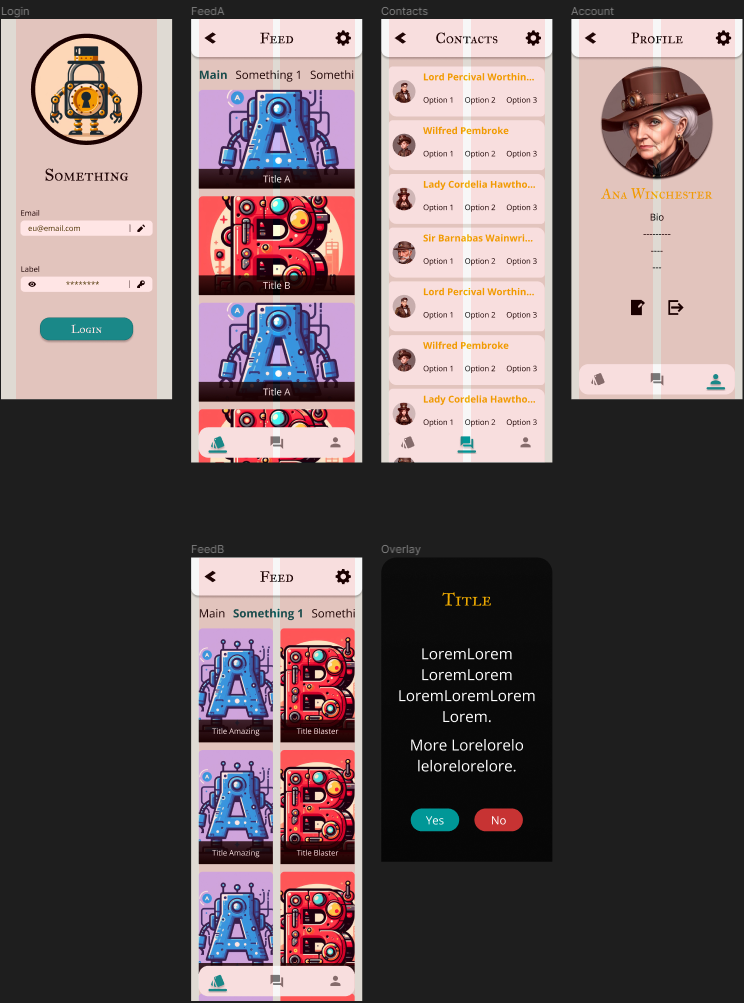 Login
Something
Email
eu@email.com
Label
********
Login
FeedA
Feed
Main Something 1 Somethi
A
Title A
B
Title B
A
Title A
Contacts
Contacts
Lord Percival Worthin...
Option 1 Option 2 Option 3
Wilfred Pembroke
Option 1 Option 2 Option 3
Lady Cordelia Hawtho...
Option 1 Option 2 Option 3
Sir Barnabas Wainwri...
Option 1 Option 2 Option 3
Lord Percival Worthin...
Option 1 Option 2 Option 3
Wilfred Pembroke
Option 1 Option 2 Option 3
Lady Cordelia Hawtho...
Option 1 Option 2 Option 3
Account
Profile
Ana Winchester
Bio
---------
----
---
FeedB
Feed
Main Something 1 Somethi
A B
Title Amazing Title Blaster
A B
Title Amazing Title Blaster
A B
Overlay
Title
LoremLorem
LoremLorem
LoremLoremLorem
Lorem.
More Lorelorelo
lelorelorelore.
Yes No